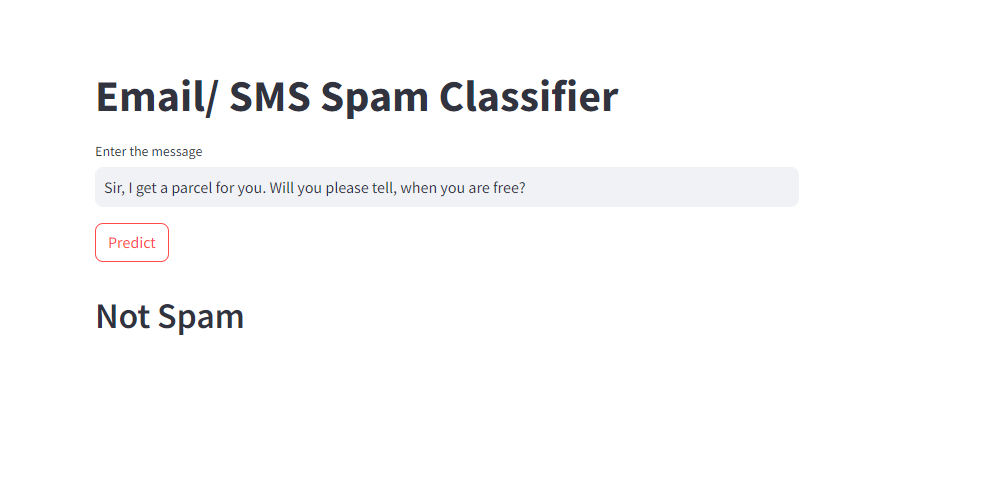 Email/ SMS Spam Classifier
Enter the message
Sir, I get a parcel for you. Will you please tell, when you are free?
Predict
Not Spam